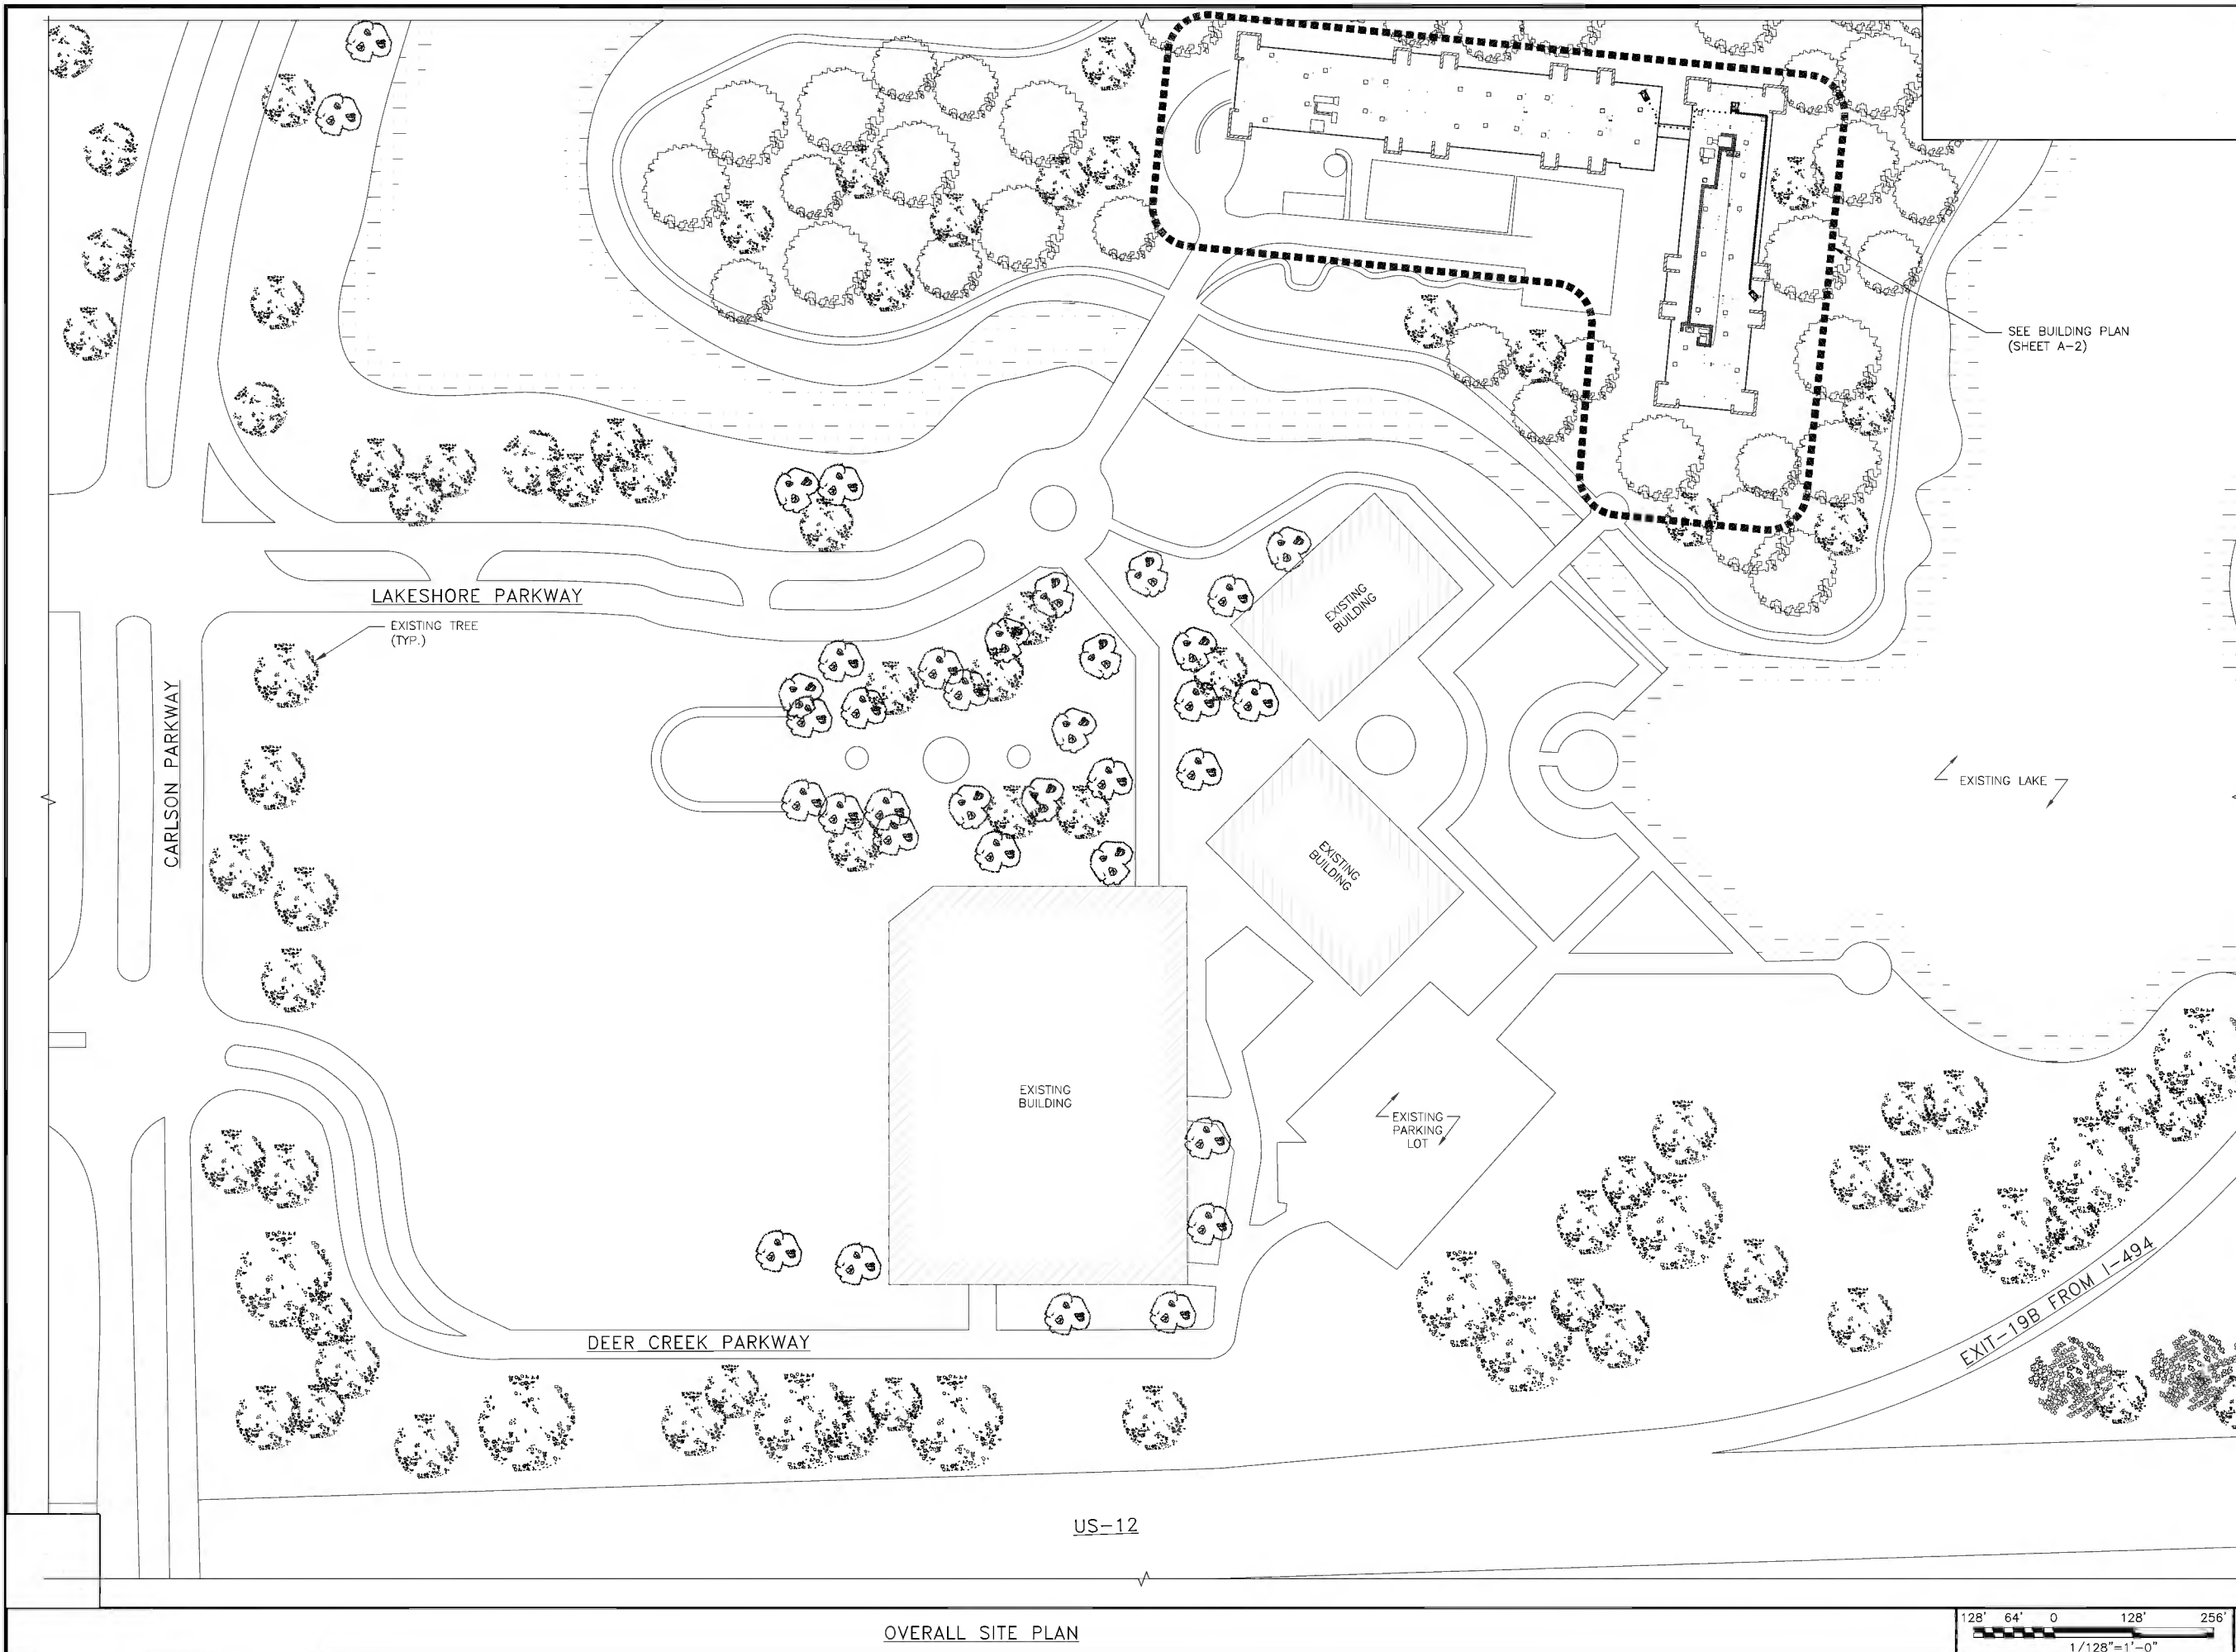 SEE BUILDING PLAN
(SHEET A-2)
LAKESHORE PARKWAY
EXISTING TREE
(TYP.)
EXISTING
BUILDING
CARLSON PARKWAY
EXISTING LAKE
EXISTING
BUILDING
EXISTING
BUILDING
EXISTING
PARKING
LOT
EXIT-19B FROM I-494
DEER CREEK PARKWAY
US-12
OVERALL SITE PLAN
128' 64' 0 128' 256'
1/128"=1'-0"